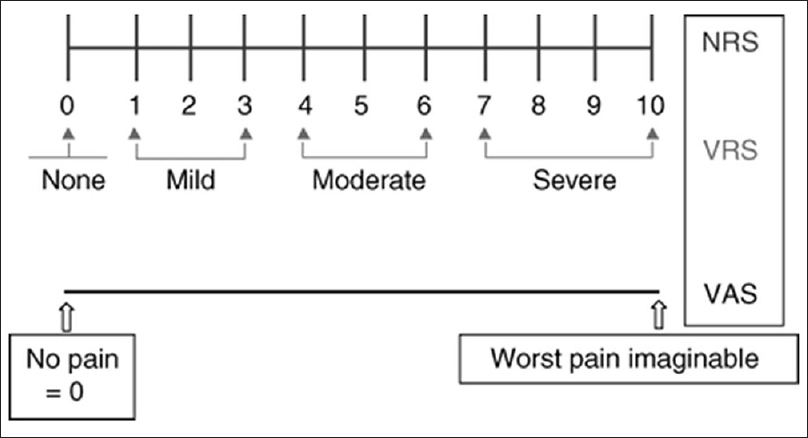 NRS
0 1 2 3 4 5 6 7 8 9 10
VRS
None Mild Moderate Severe
VAS
No pain
= 0
Worst pain imaginable